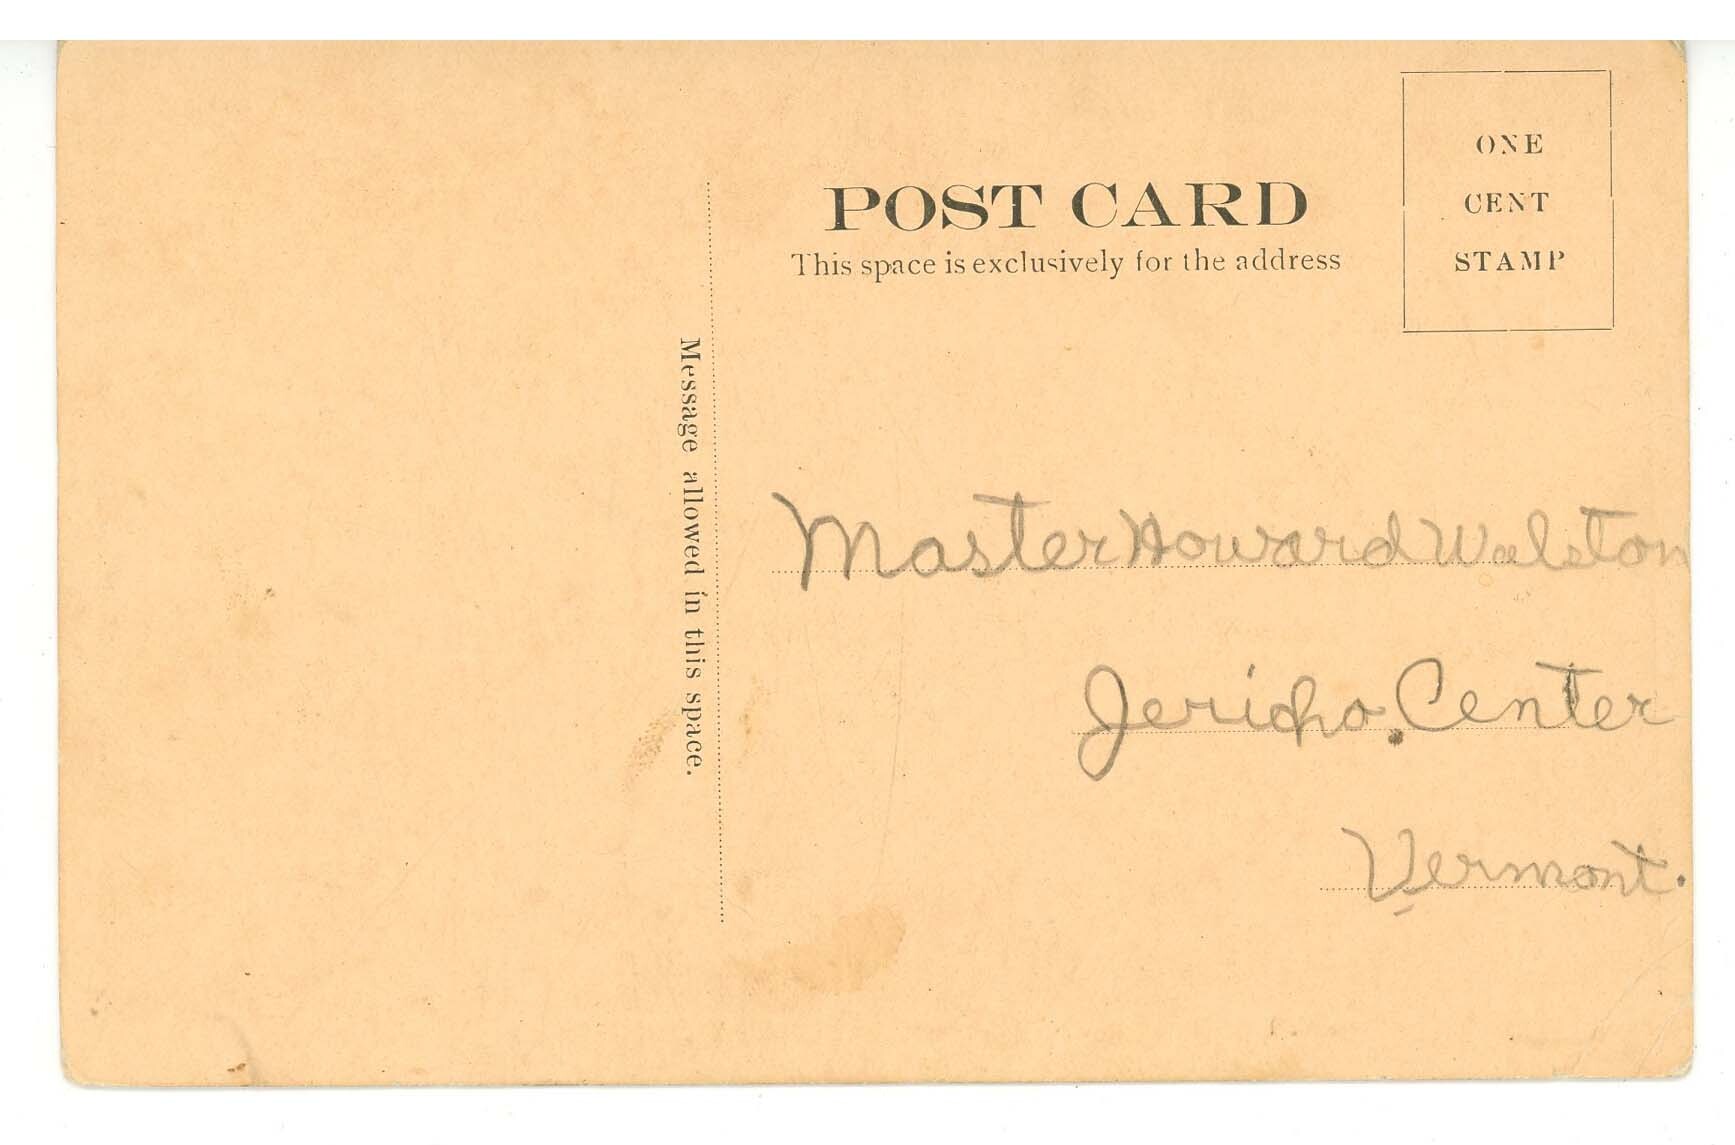 POST CARD
This space is exclusively for the address
ONE
CENT
STAMP
Message allowed in this space.
Master Howard Walston
Jericho. Center
Vermont.